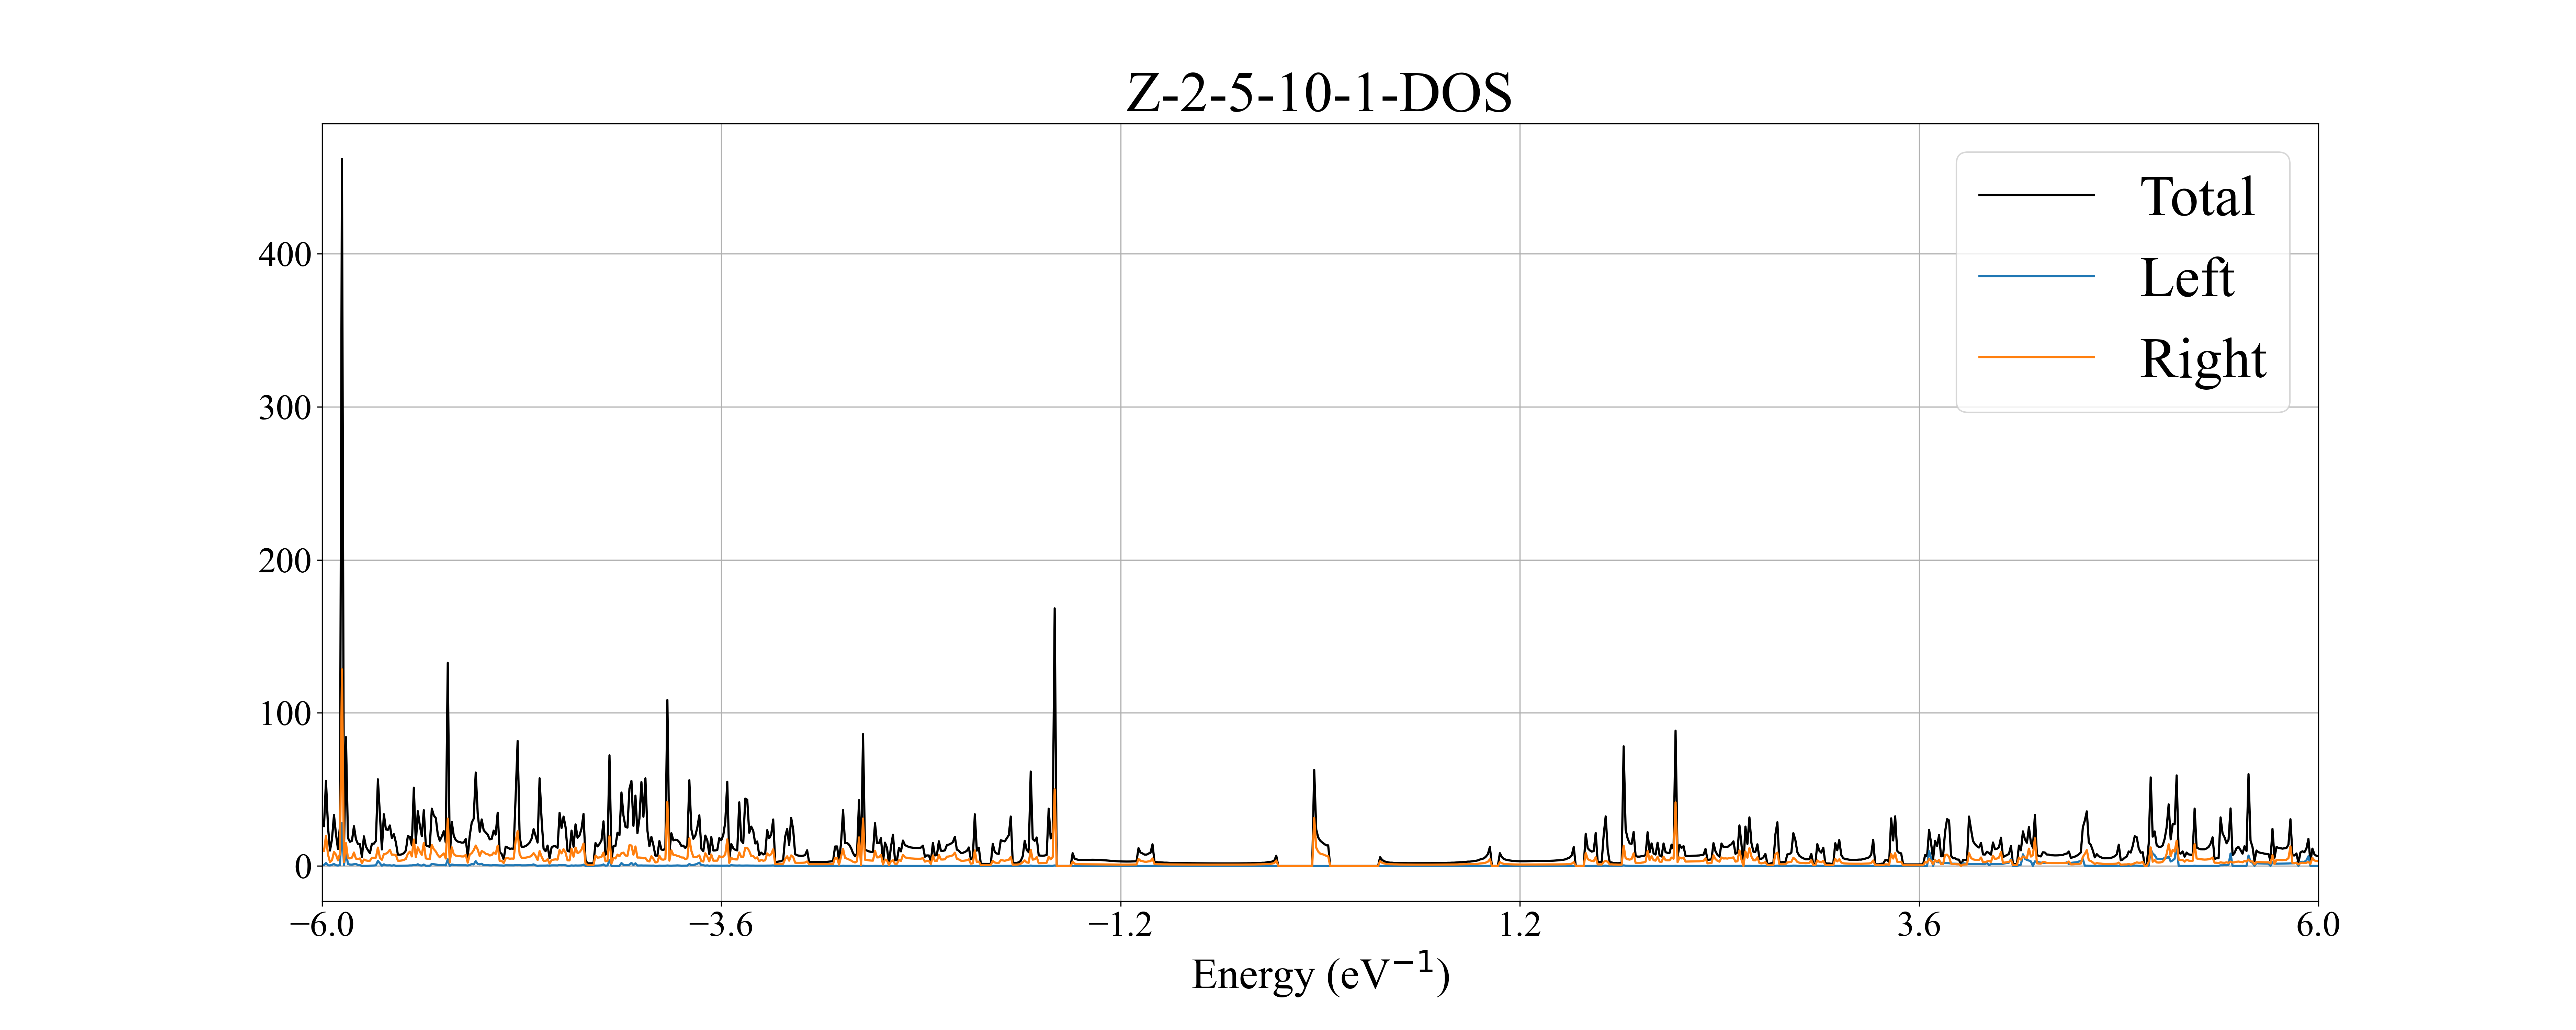 Z-2-5-10-1-DOS
Total
Left
Right
400
300
200
100
0
−6.0 −3.6 −1.2 1.2 3.6 6.0
Energy (eV⁻¹)